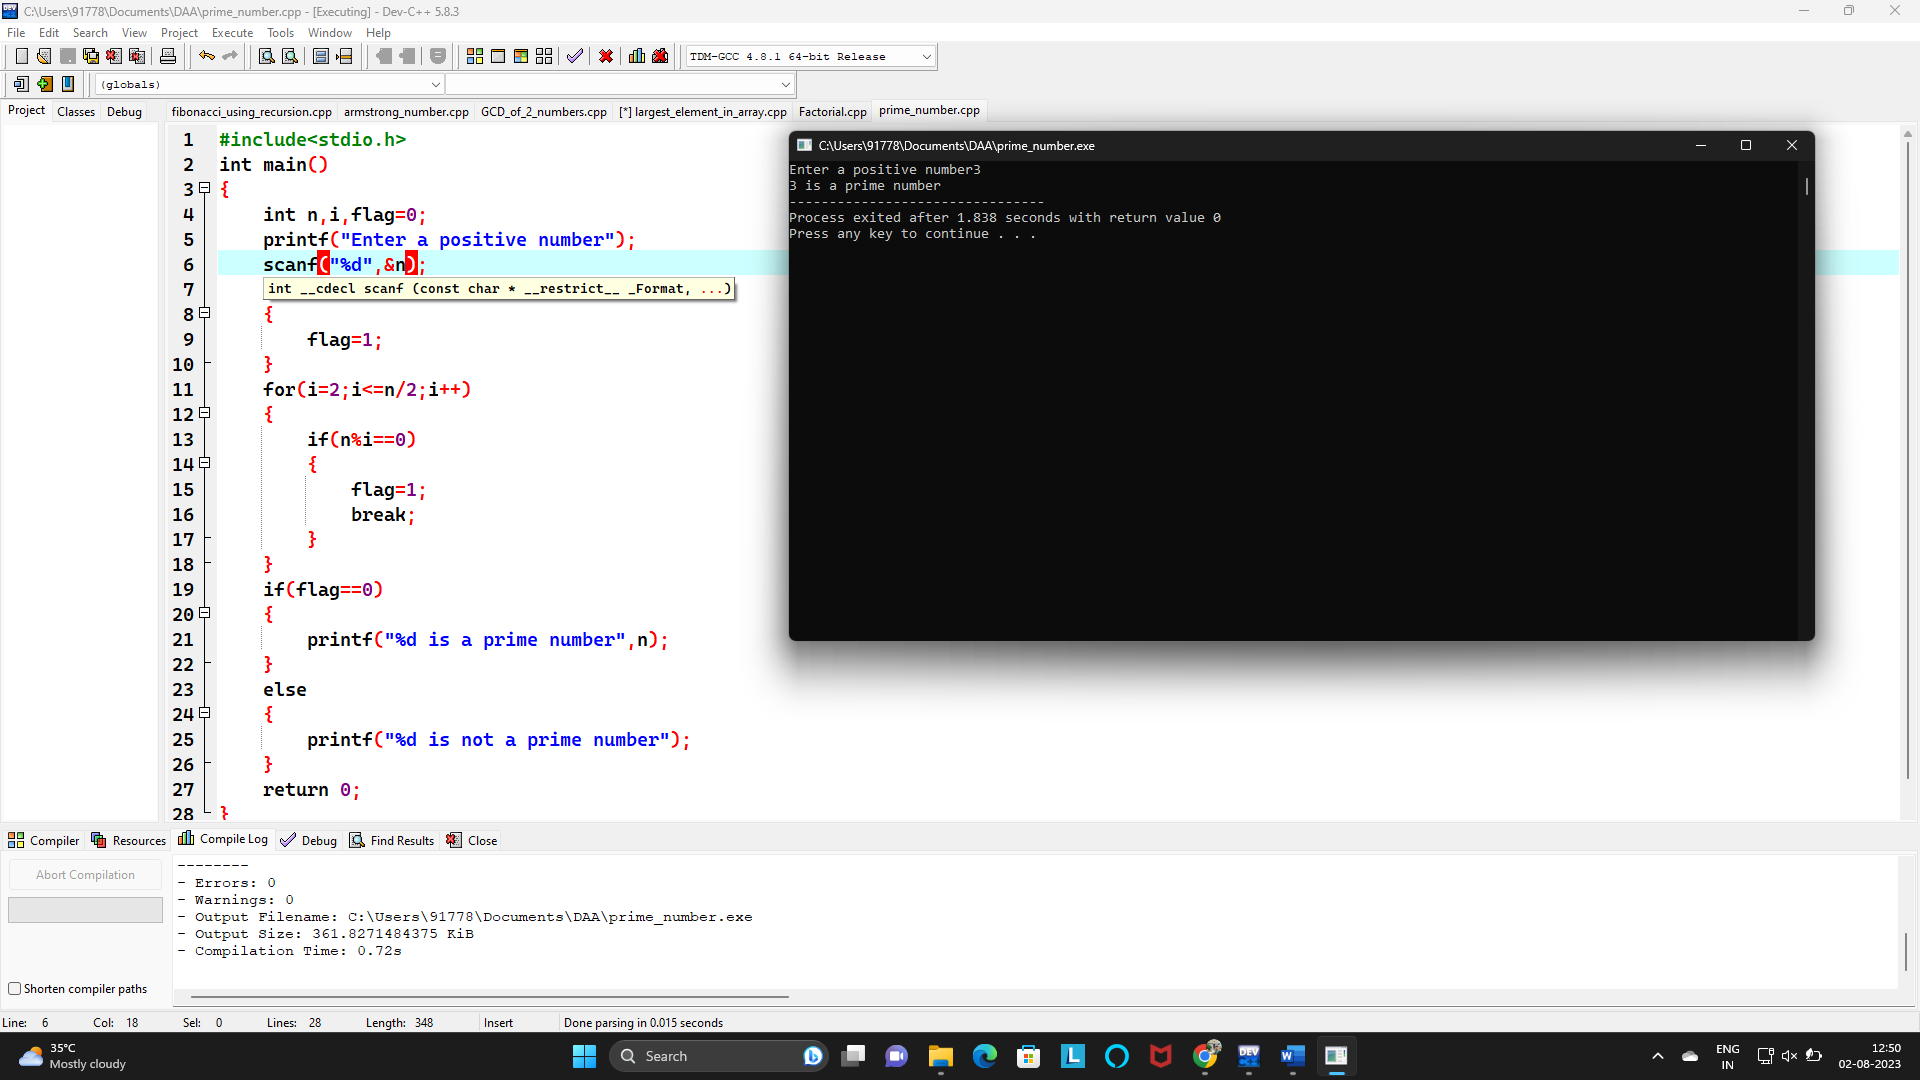 C:\Users\91778\Documents\DAA\prime_number.cpp - [Executing] - Dev-C++ 5.8.3
File Edit Search View Project Execute Tools Window Help
TDM-GCC 4.8.1 64-bit Release
(globals)
Project Classes Debug
fibonacci_using_recursion.cpp armstrong_number.cpp GCD_of_2_numbers.cpp [*] largest_element_in_array.cpp Factorial.cpp prime_number.cpp
1 #include<stdio.h>
2 int main()
3 {
4 int n,i,flag=0;
5 printf("Enter a positive number");
6 scanf("%d",&n);
7
int __cdecl scanf (const char * __restrict__ _Format, ...)
8 {
9 flag=1;
10 }
11 for(i=2;i<=n/2;i++)
12 {
13 if(n%i==0)
14 {
15 flag=1;
16 break;
17 }
18 }
19 if(flag==0)
20 {
21 printf("%d is a prime number",n);
22 }
23 else
24 {
25 printf("%d is not a prime number");
26 }
27 return 0;
28 }
C:\Users\91778\Documents\DAA\prime_number.exe
Enter a positive number3
3 is a prime number
--------------------------------
Process exited after 1.838 seconds with return value 0
Press any key to continue . . .
Compiler Resources Compile Log Debug Find Results Close
Abort Compilation
Shorten compiler paths
--------
- Errors: 0
- Warnings: 0
- Output Filename: C:\Users\91778\Documents\DAA\prime_number.exe
- Output Size: 361.8271484375 KiB
- Compilation Time: 0.72s
Line: 6 Col: 18 Sel: 0 Lines: 28 Length: 348 Insert Done parsing in 0.015 seconds
35°C
Mostly cloudy
Search
DEV
L
W
ENG
IN
12:50
02-08-2023